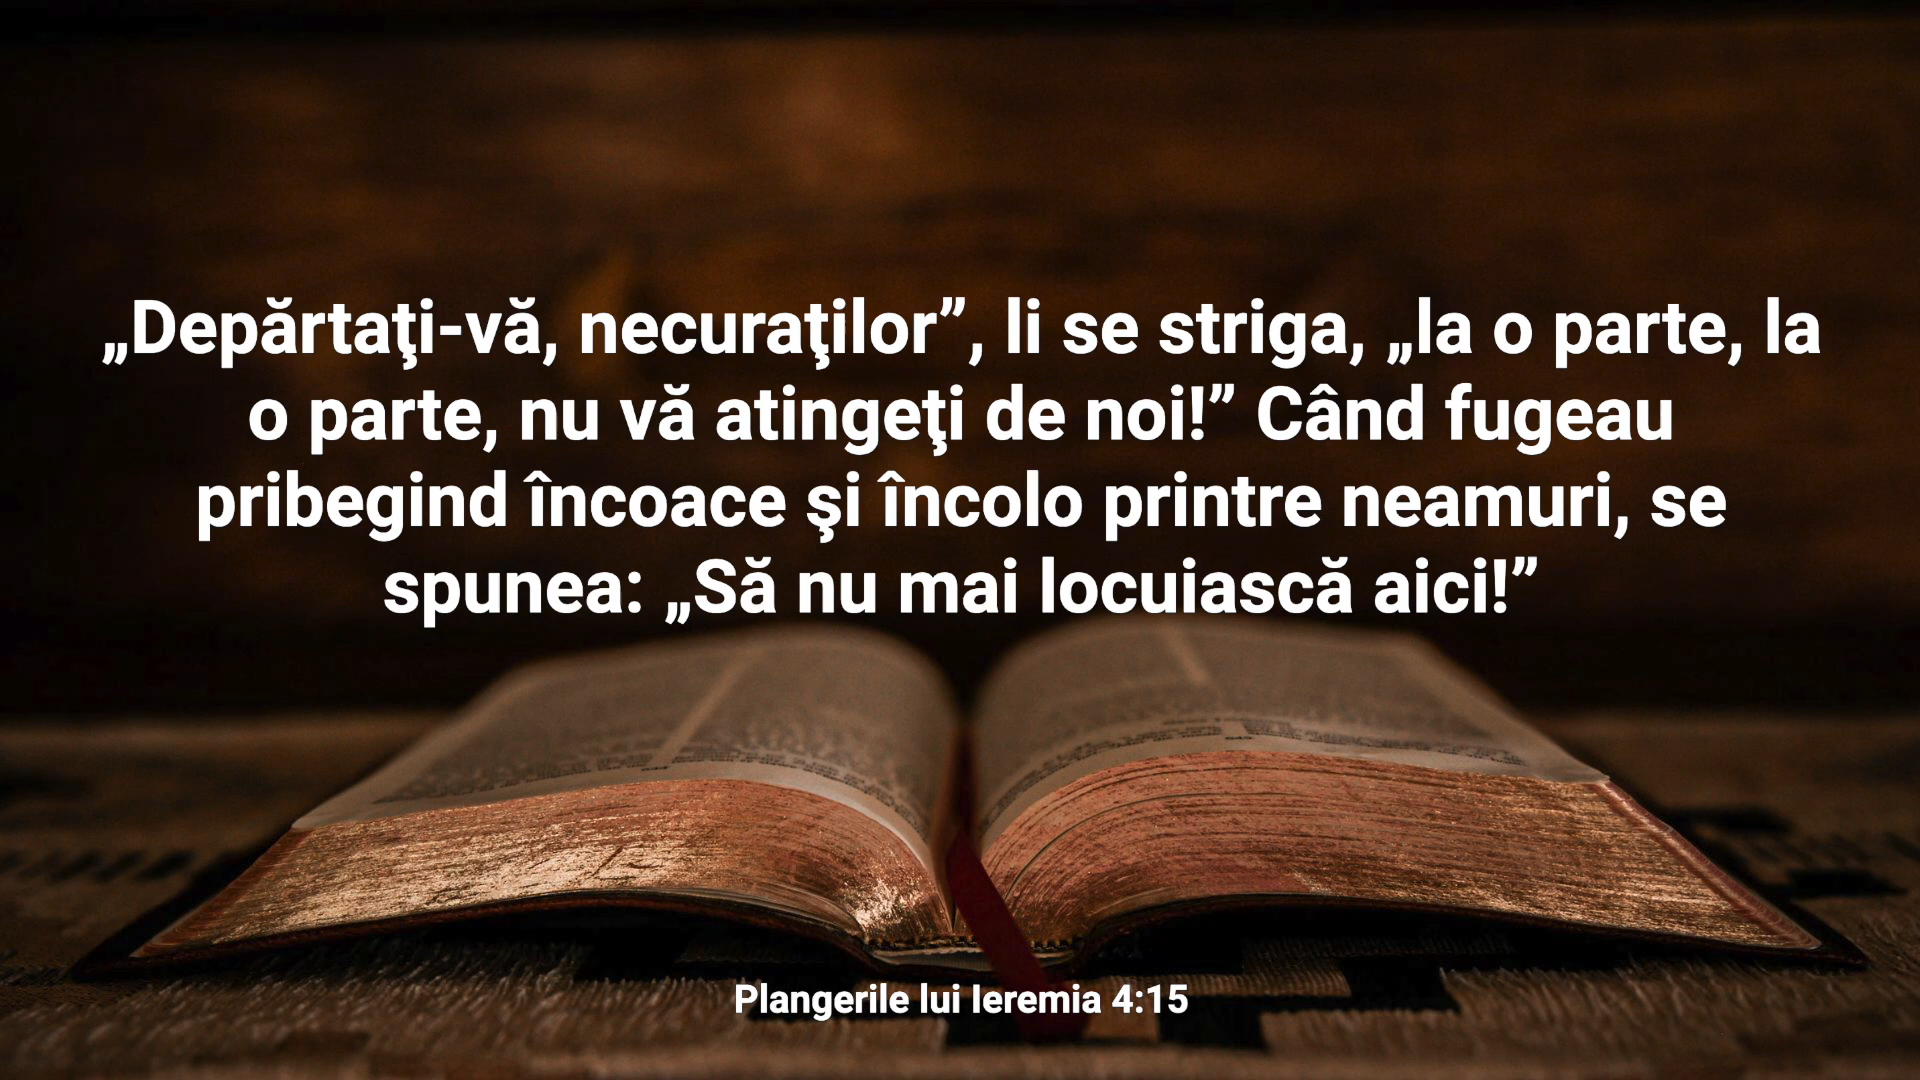 „Depărtaţi-vă, necuraţilor”, li se striga, „la o parte, la
o parte, nu vă atingeţi de noi!” Când fugeau
pribegind încoace şi încolo printre neamuri, se
spunea: „Să nu mai locuiască aici!”
Plangerile lui Ieremia 4:15